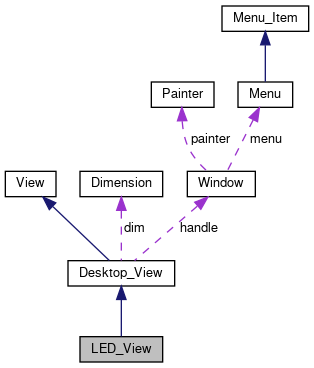 Menu_Item
Painter
Menu
painter
menu
View
Dimension
Window
dim
handle
Desktop_View
LED_View